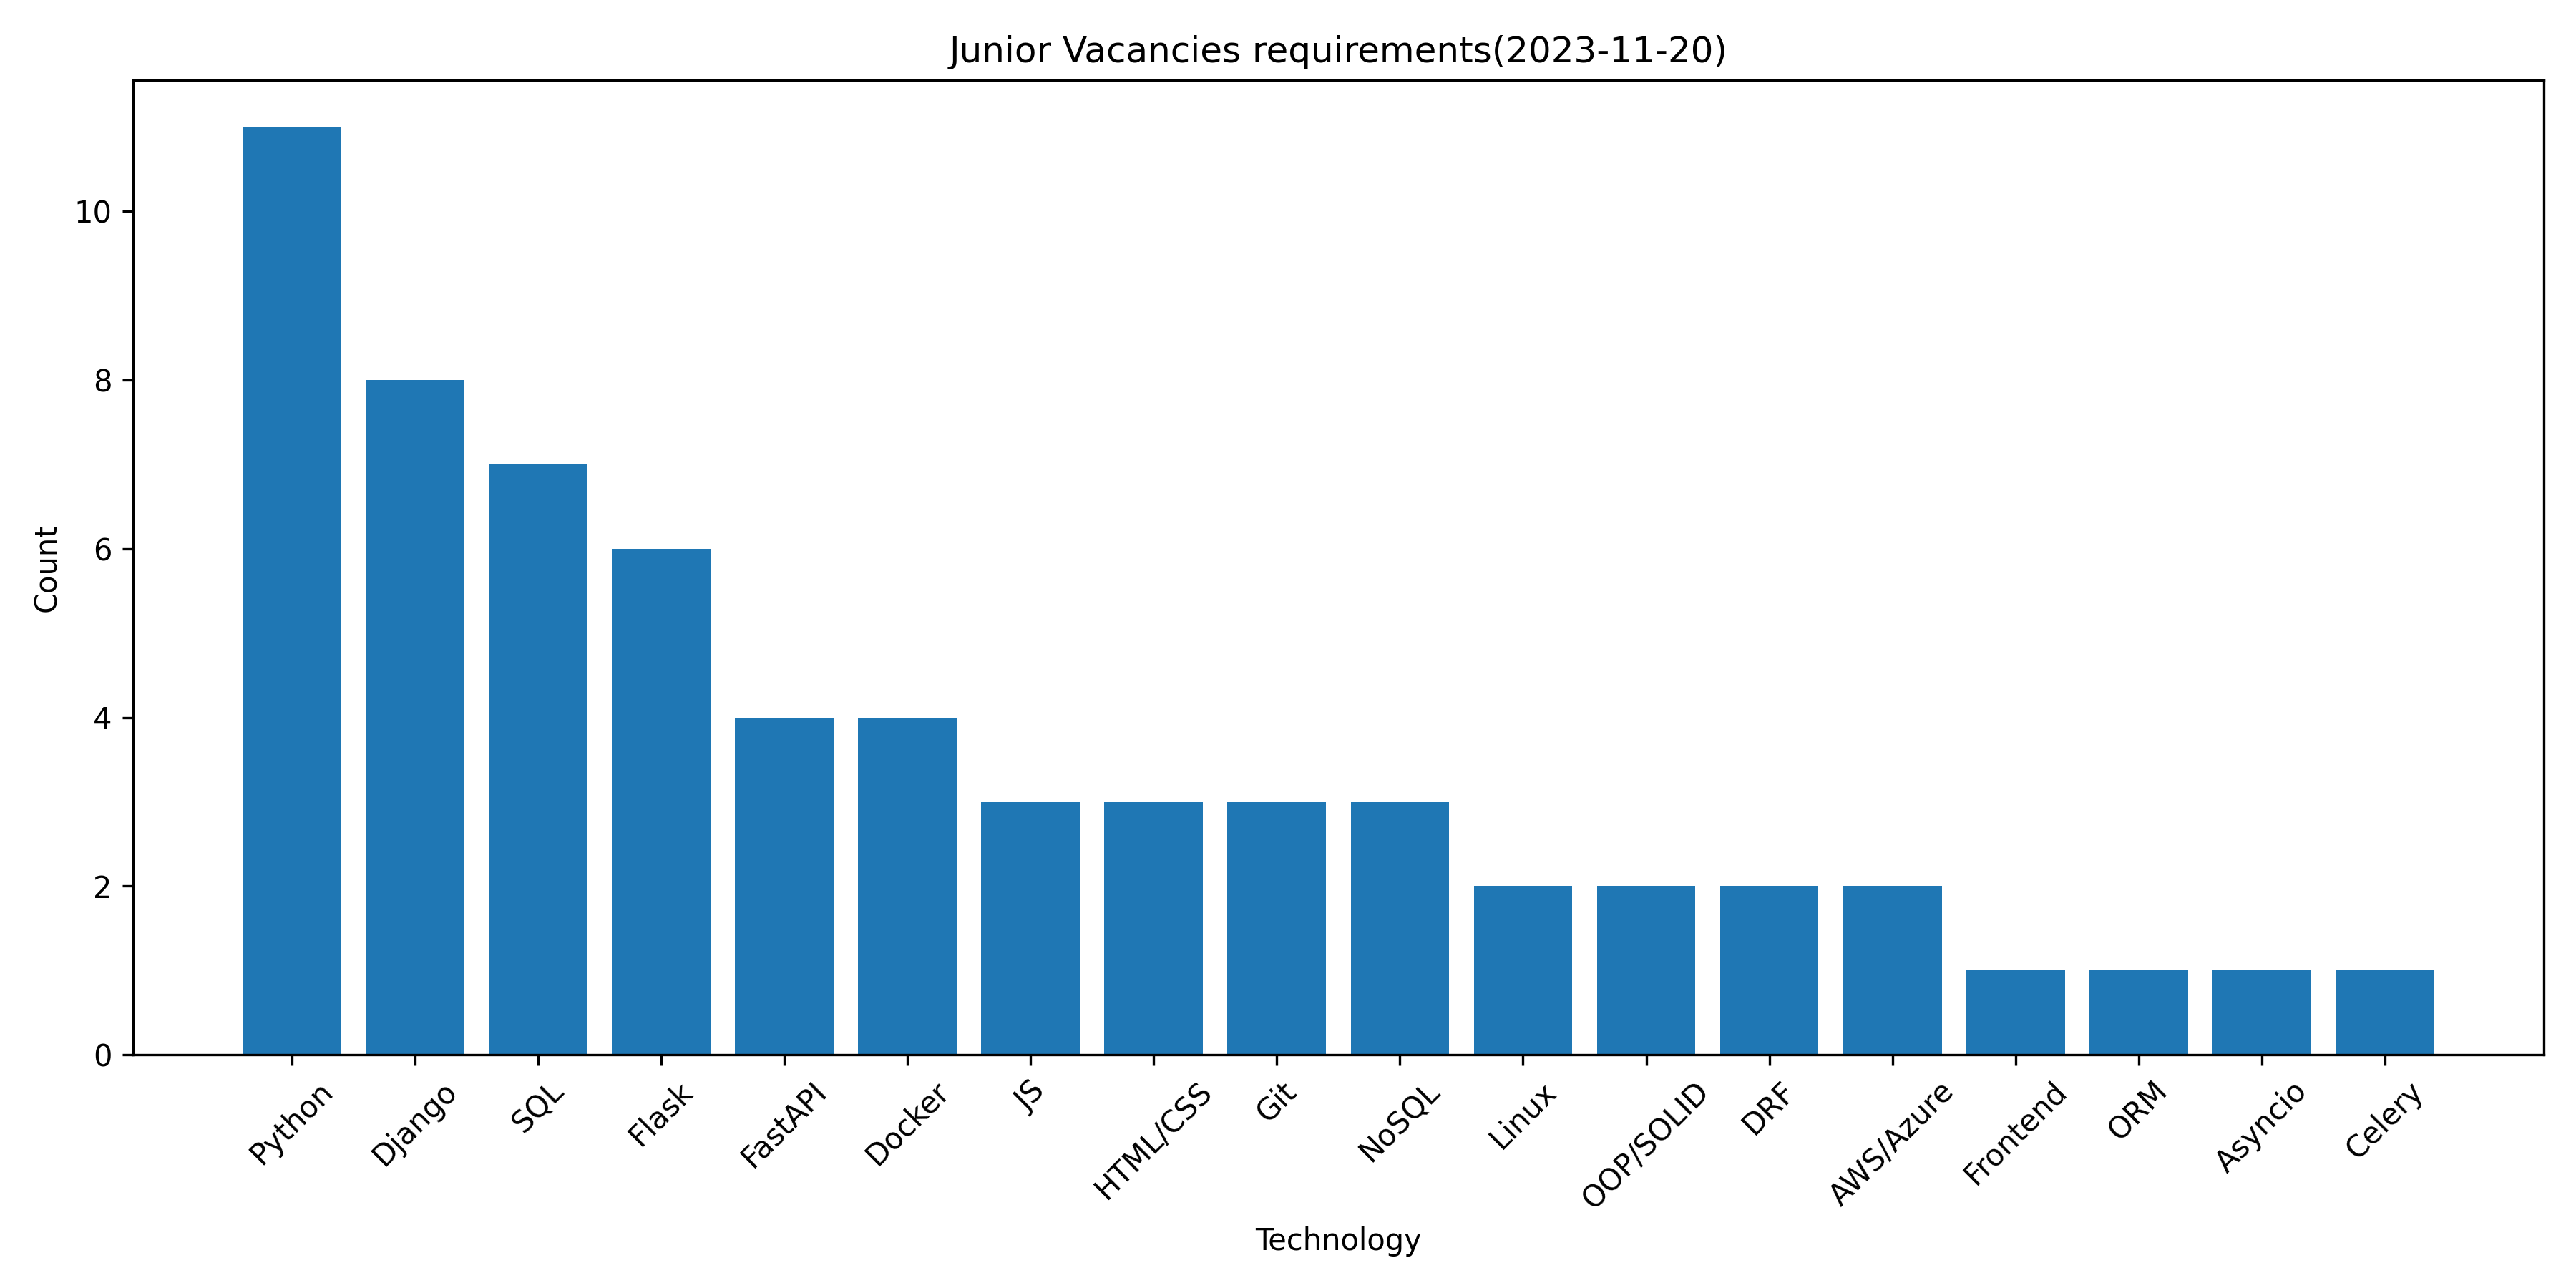 Junior Vacancies requirements(2023-11-20)
Count
10
8
6
4
2
0
Python
Django
SQL
Flask
FastAPI
Docker
JS
HTML/CSS
Git
NoSQL
Linux
OOP/SOLID
DRF
AWS/Azure
Frontend
ORM
Asyncio
Celery
Technology